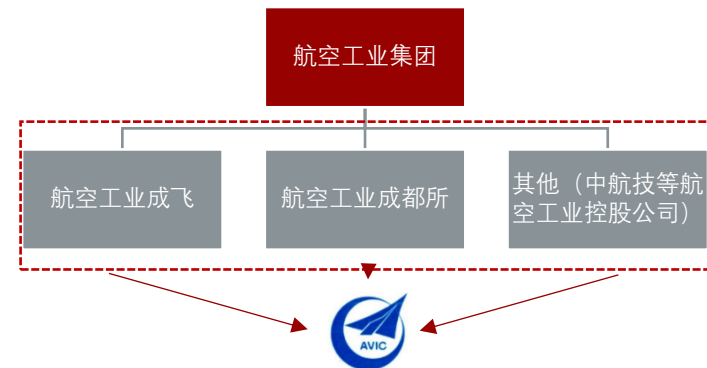 航空工业集团
航空工业成飞
航空工业成都所
其他（中航技等航
空工业控股公司）
AVIC